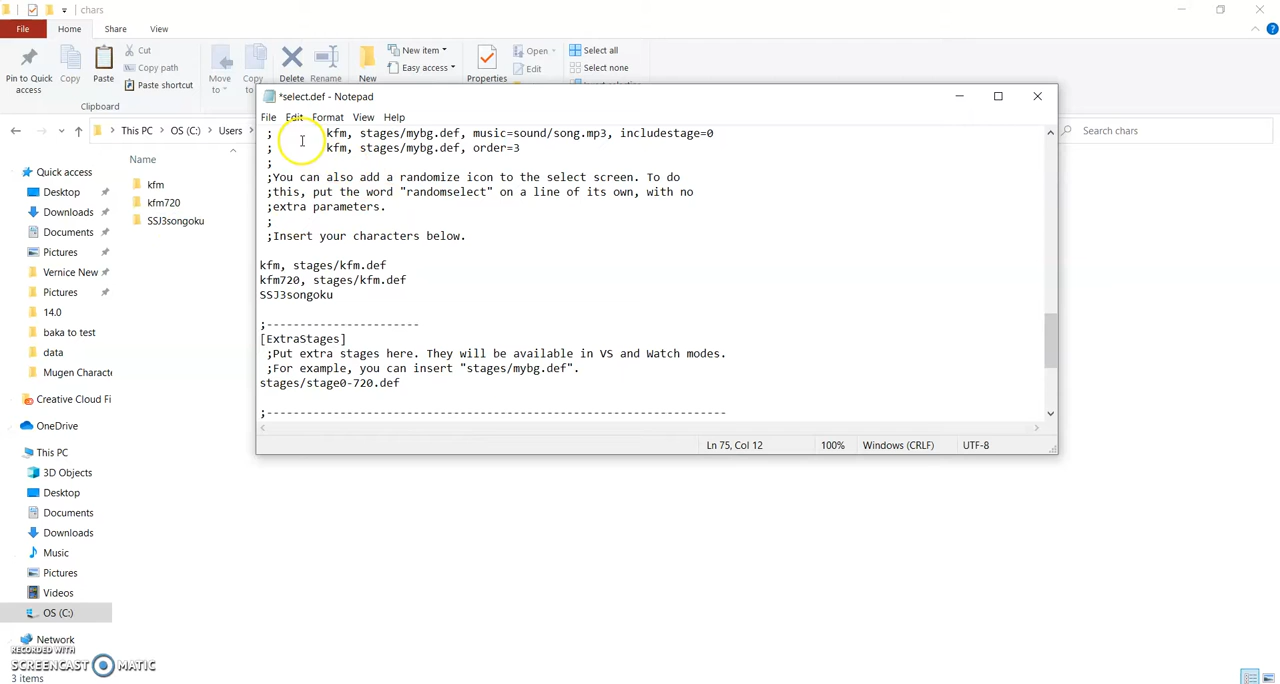 chars
File Home Share View
Pin to Quick access
Copy
Paste
Cut
Copy path
Paste shortcut
Move to
Copy
Delete
Rename
New
New item
Easy access
Properties
Open
Edit
Select all
Select none
Clipboard
This PC > OS (C:) > Users >
Search chars
Quick access
Desktop
Downloads
Documents
Pictures
Vernice New
Pictures
14.0
baka to test
data
Mugen Characte
Creative Cloud Fi
OneDrive
This PC
3D Objects
Desktop
Documents
Downloads
Music
Pictures
Videos
OS (C:)
Network
RECORDED WITH
SCREENCAST MATIC
3 items
Name
kfm
kfm720
SSJ3songoku
*select.def - Notepad
File Edit Format View Help
; kfm, stages/mybg.def, music=sound/song.mp3, includestage=0
; kfm, stages/mybg.def, order=3
;
;You can also add a randomize icon to the select screen. To do
;this, put the word "randomselect" on a line of its own, with no
;extra parameters.
;
;Insert your characters below.
kfm, stages/kfm.def
kfm720, stages/kfm.def
SSJ3songoku
;-----------------------
[ExtraStages]
;Put extra stages here. They will be available in VS and Watch modes.
;For example, you can insert "stages/mybg.def".
stages/stage0-720.def
;---------------------------------------------------------------------
Ln 75, Col 12 100% Windows (CRLF) UTF-8